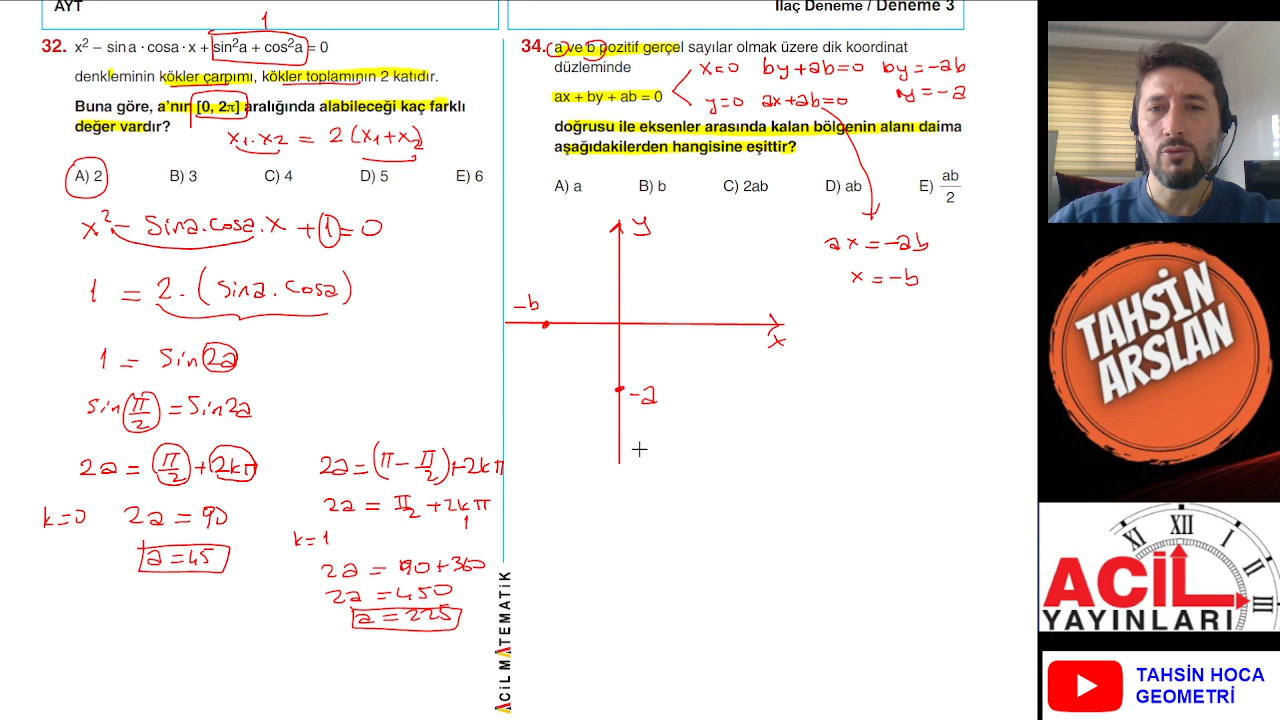 AYT
İlaç Deneme / Deneme 3
1
32. x² – sin a · cosa · x + sin²a + cos²a = 0
denkleminin kökler çarpımı, kökler toplamının 2 katıdır.
Buna göre, a'nın [0, 2π] aralığında alabileceği kaç farklı
değer vardır?
x₁.x₂ = 2(x₁+x₂)
A) 2 B) 3 C) 4 D) 5 E) 6
x² – sina.cosa.x + 1 = 0
1 = 2.(sina.cosa)
1 = sin2a
sin π/2 = sin2a
2a = π/2 + 2kπ
k=0 2a = 90
a = 45
2a = (π – π/2) + 2kπ
2a = π/2 + 2kπ
1
k=1
2a = 90+360
2a = 450
a = 225
34. a ve b pozitif gerçel sayılar olmak üzere dik koordinat
düzleminde
ax + by + ab = 0
x=0 by+ab=0 by=-ab
y=-a
y=0 ax+ab=0
doğrusu ile eksenler arasında kalan bölgenin alanı daima
aşağıdakilerden hangisine eşittir?
A) a B) b C) 2ab D) ab E) ab/2
ax = -ab
x = -b
y
-b
x
-a
ACİL MATEMATİK
TAHSİN
ARSLAN
XI XII I II III
ACİL
YAYINLARI
TAHSİN HOCA
GEOMETRİ